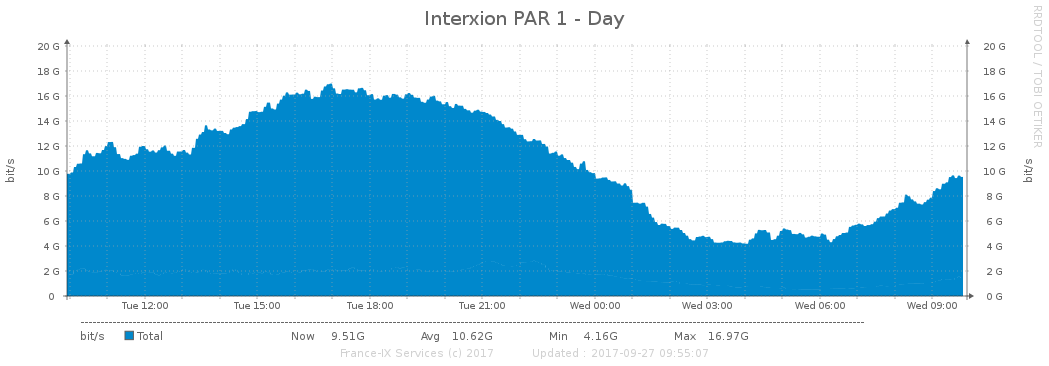 Interxion PAR 1 - Day
RRDTOOL / TOBI OETIKER
bit/s
20 G 20 G
18 G 18 G
16 G 16 G
14 G 14 G
12 G 12 G
10 G 10 G
8 G 8 G
6 G 6 G
4 G 4 G
2 G 2 G
0 0 G
bit/s
Tue 12:00 Tue 15:00 Tue 18:00 Tue 21:00 Wed 00:00 Wed 03:00 Wed 06:00 Wed 09:00
bit/s Total Now 9.51G Avg 10.62G Min 4.16G Max 16.97G
France-IX Services (c) 2017 Updated : 2017-09-27 09:55:07